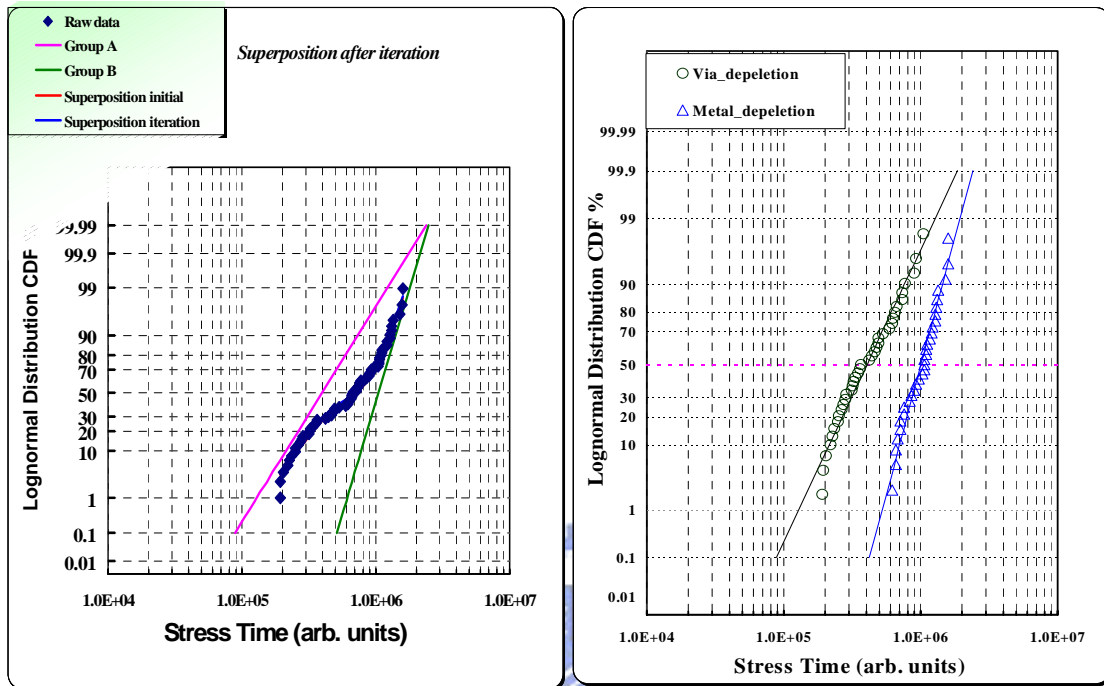 Raw data
Group A
Group B
Superposition initial
Superposition iteration
Superposition after iteration
Lognormal Distribution CDF
9.99
99.9
99
90
80
70
50
30
20
10
1
0.1
0.01
1.0E+04
1.0E+05
1.0E+06
1.0E+07
Stress Time (arb. units)
Via_depeletion
Metal_depeletion
Lognormal Distribution CDF %
99.99
99.9
99
90
80
70
50
30
20
10
1
0.1
0.01
1.0E+04
1.0E+05
1.0E+06
1.0E+07
Stress Time (arb. units)